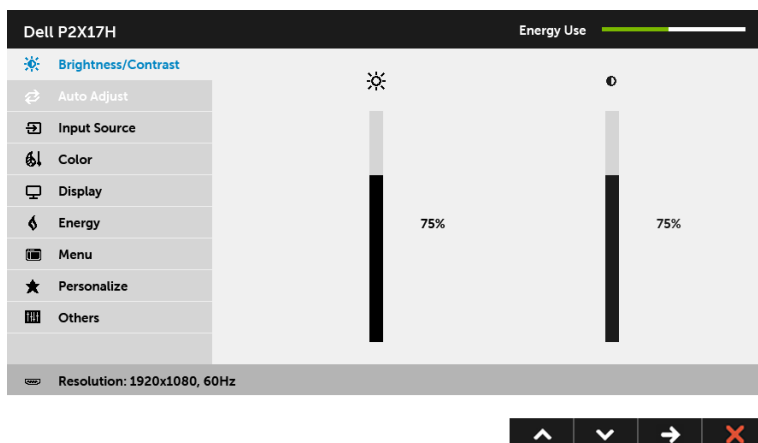 Dell P2X17H
Energy Use
Brightness/Contrast
Auto Adjust
Input Source
Color
Display
Energy
75%
75%
Menu
Personalize
Others
Resolution: 1920x1080, 60Hz